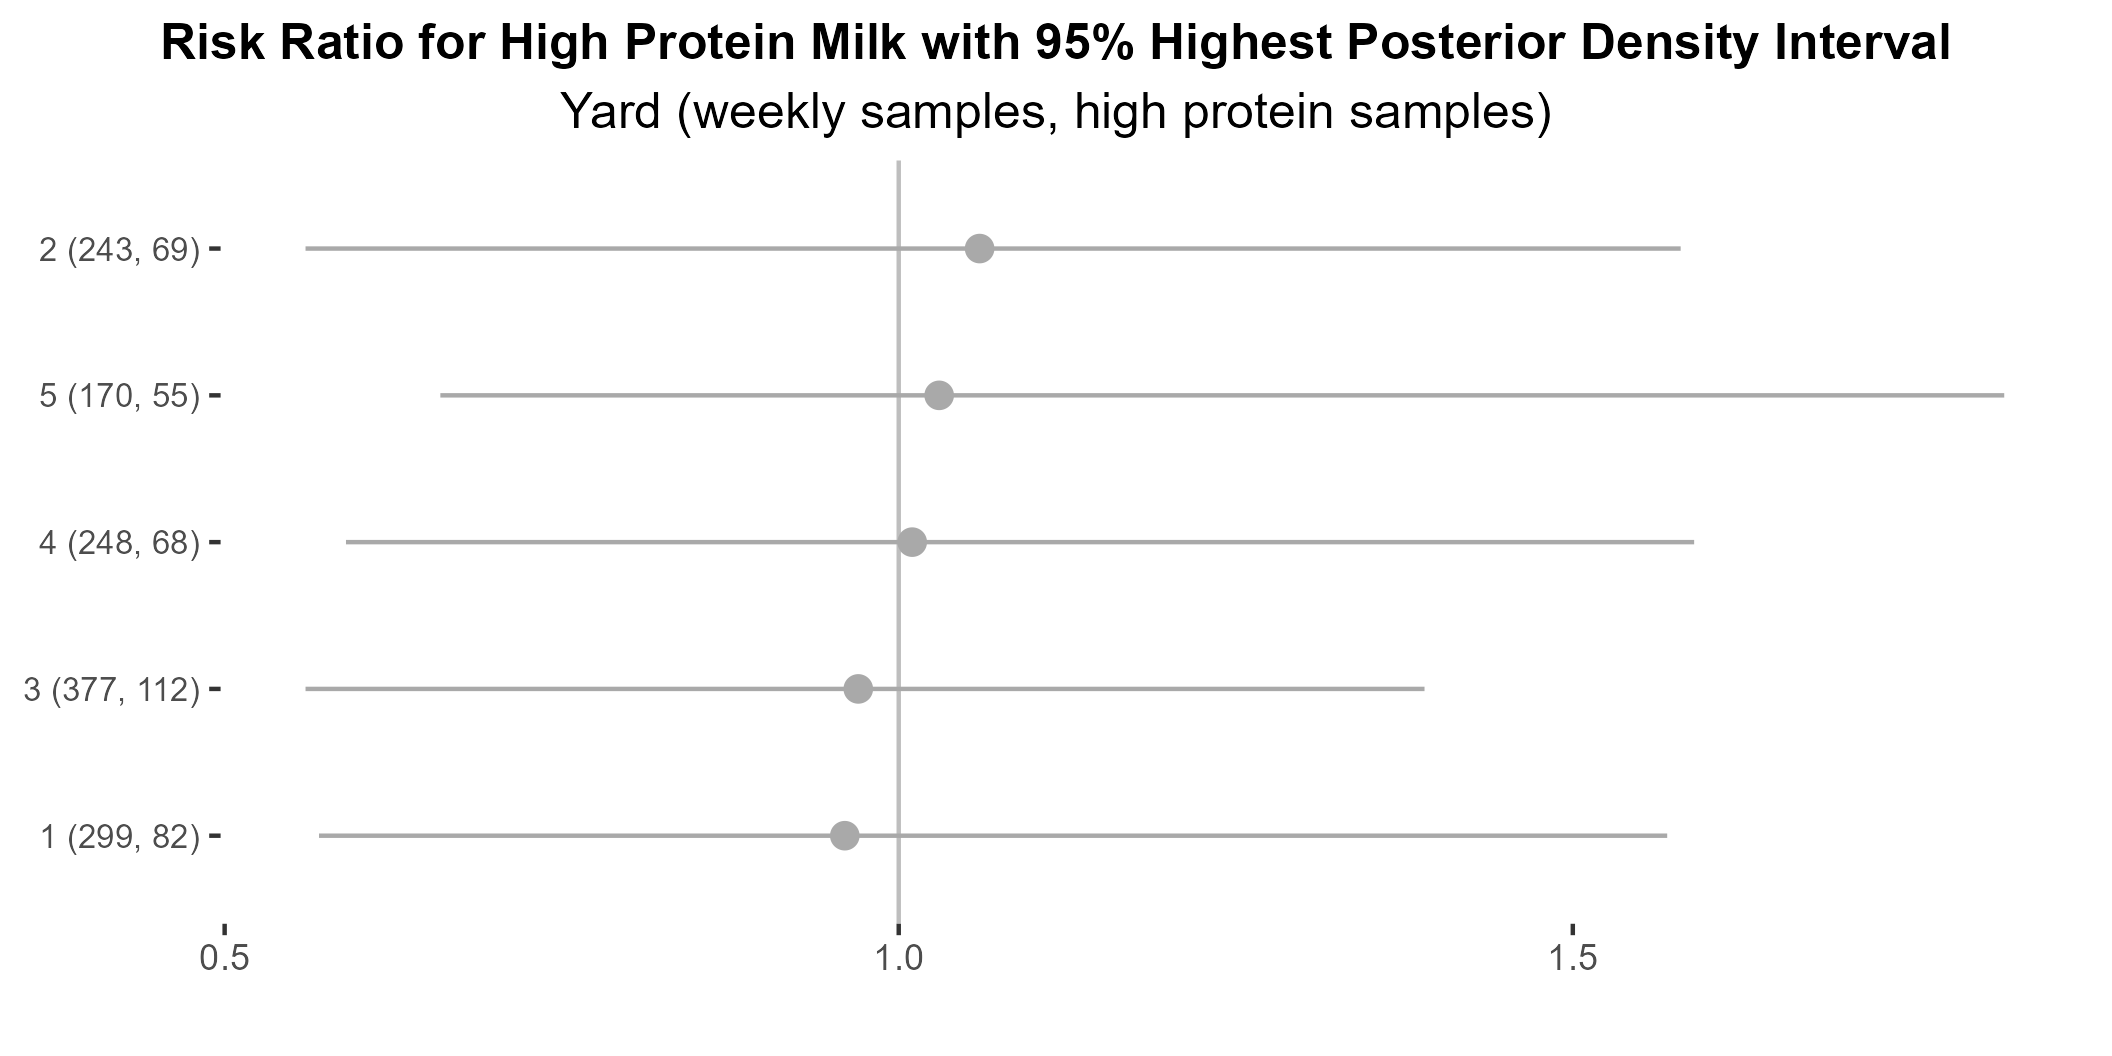 Risk Ratio for High Protein Milk with 95% Highest Posterior Density Interval
Yard (weekly samples, high protein samples)
2 (243, 69)
5 (170, 55)
4 (248, 68)
3 (377, 112)
1 (299, 82)
0.5 1.0 1.5